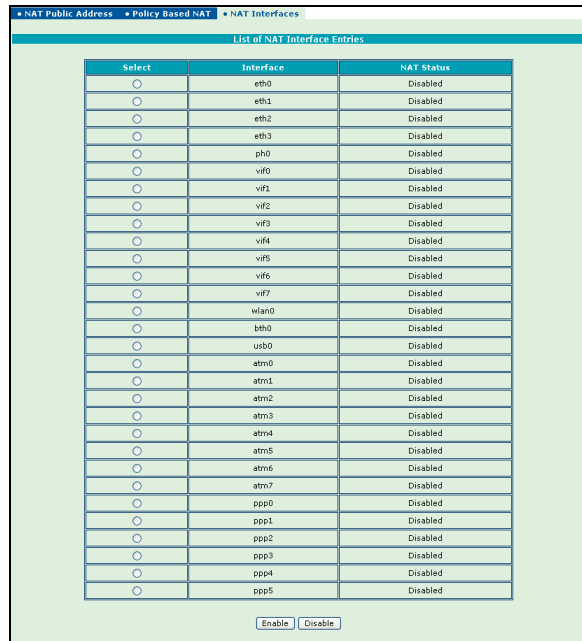 • NAT Public Address • Policy Based NAT • NAT Interfaces
List of NAT Interface Entries
Select Interface NAT Status
eth0 Disabled
eth1 Disabled
eth2 Disabled
eth3 Disabled
ph0 Disabled
vif0 Disabled
vif1 Disabled
vif2 Disabled
vif3 Disabled
vif4 Disabled
vif5 Disabled
vif6 Disabled
vif7 Disabled
wlan0 Disabled
bth0 Disabled
usb0 Disabled
atm0 Disabled
atm1 Disabled
atm2 Disabled
atm3 Disabled
atm4 Disabled
atm5 Disabled
atm6 Disabled
atm7 Disabled
ppp0 Disabled
ppp1 Disabled
ppp2 Disabled
ppp3 Disabled
ppp4 Disabled
ppp5 Disabled
Enable Disable